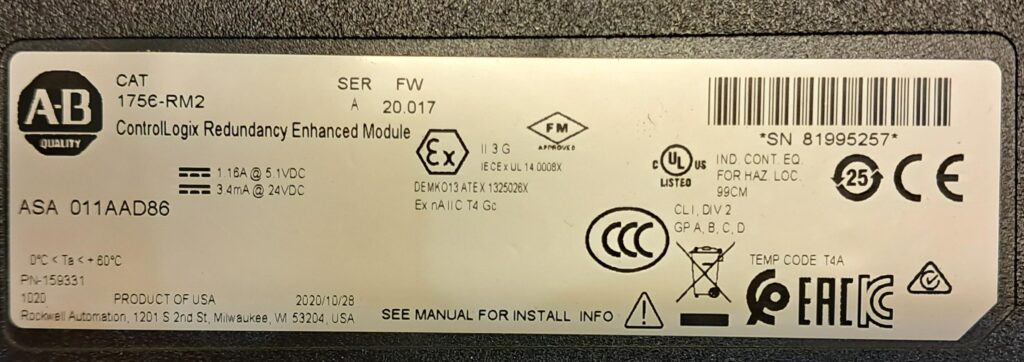 A-B
QUALITY
CAT
1756-RM2
ControlLogix Redundancy Enhanced Module
SER FW
A 20.017
1.16A @ 5.1VDC
3.4mA @ 24VDC
ASA 011AAD86
0°C < Ta < + 60°C
PN-159331
1020 PRODUCT OF USA 2020/10/28
Rockwell Automation, 1201 S 2nd St, Milwaukee, WI 53204, USA
Ex
II 3 G
IECEx UL 14.0008X
DEMKO13 ATEX 1325026X
Ex nA IIC T4 Gc
FM
APPROVED
*SN 81995257*
C UL US
LISTED
IND. CONT. EQ.
FOR HAZ. LOC.
99CM
25 CE
CL I, DIV 2
GP A, B, C, D
CCC
TEMP CODE T4A
EAC KC
SEE MANUAL FOR INSTALL INFO